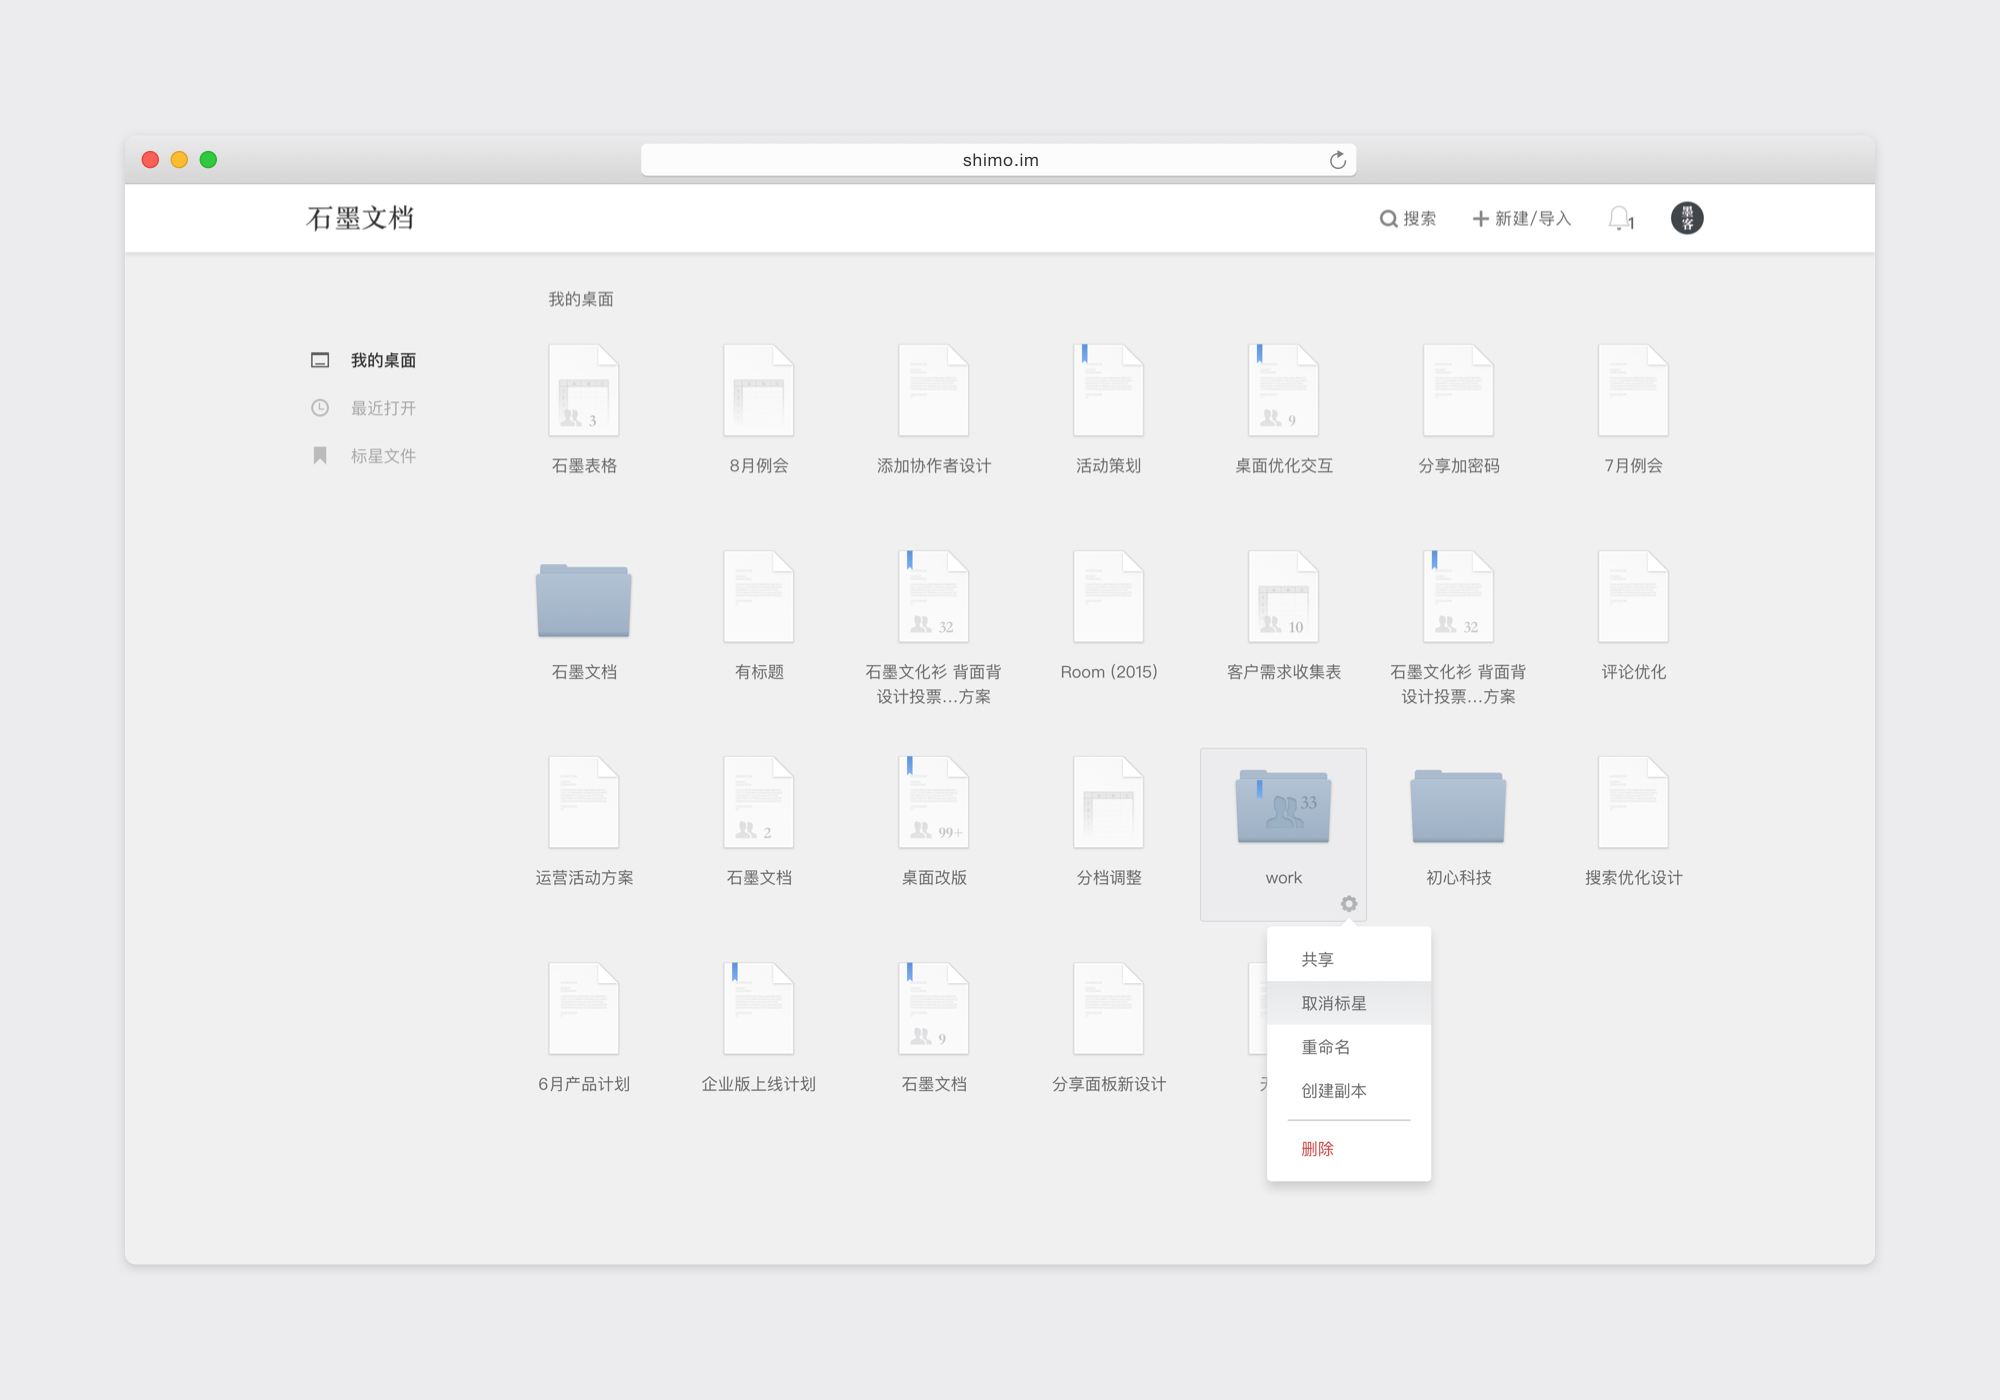 shimo.im
石墨文档
搜索
新建/导入
1
墨客
我的桌面
我的桌面
最近打开
标星文件
3
9
石墨表格
8月例会
添加协作者设计
活动策划
桌面优化交互
分享加密码
7月例会
32
10
32
石墨文档
有标题
石墨文化衫 背面背
设计投票...方案
Room (2015)
客户需求收集表
石墨文化衫 背面背
设计投票...方案
评论优化
2
99+
33
运营活动方案
石墨文档
桌面改版
分档调整
work
初心科技
搜索优化设计
9
6月产品计划
企业版上线计划
石墨文档
分享面板新设计
共享
取消标星
重命名
创建副本
删除